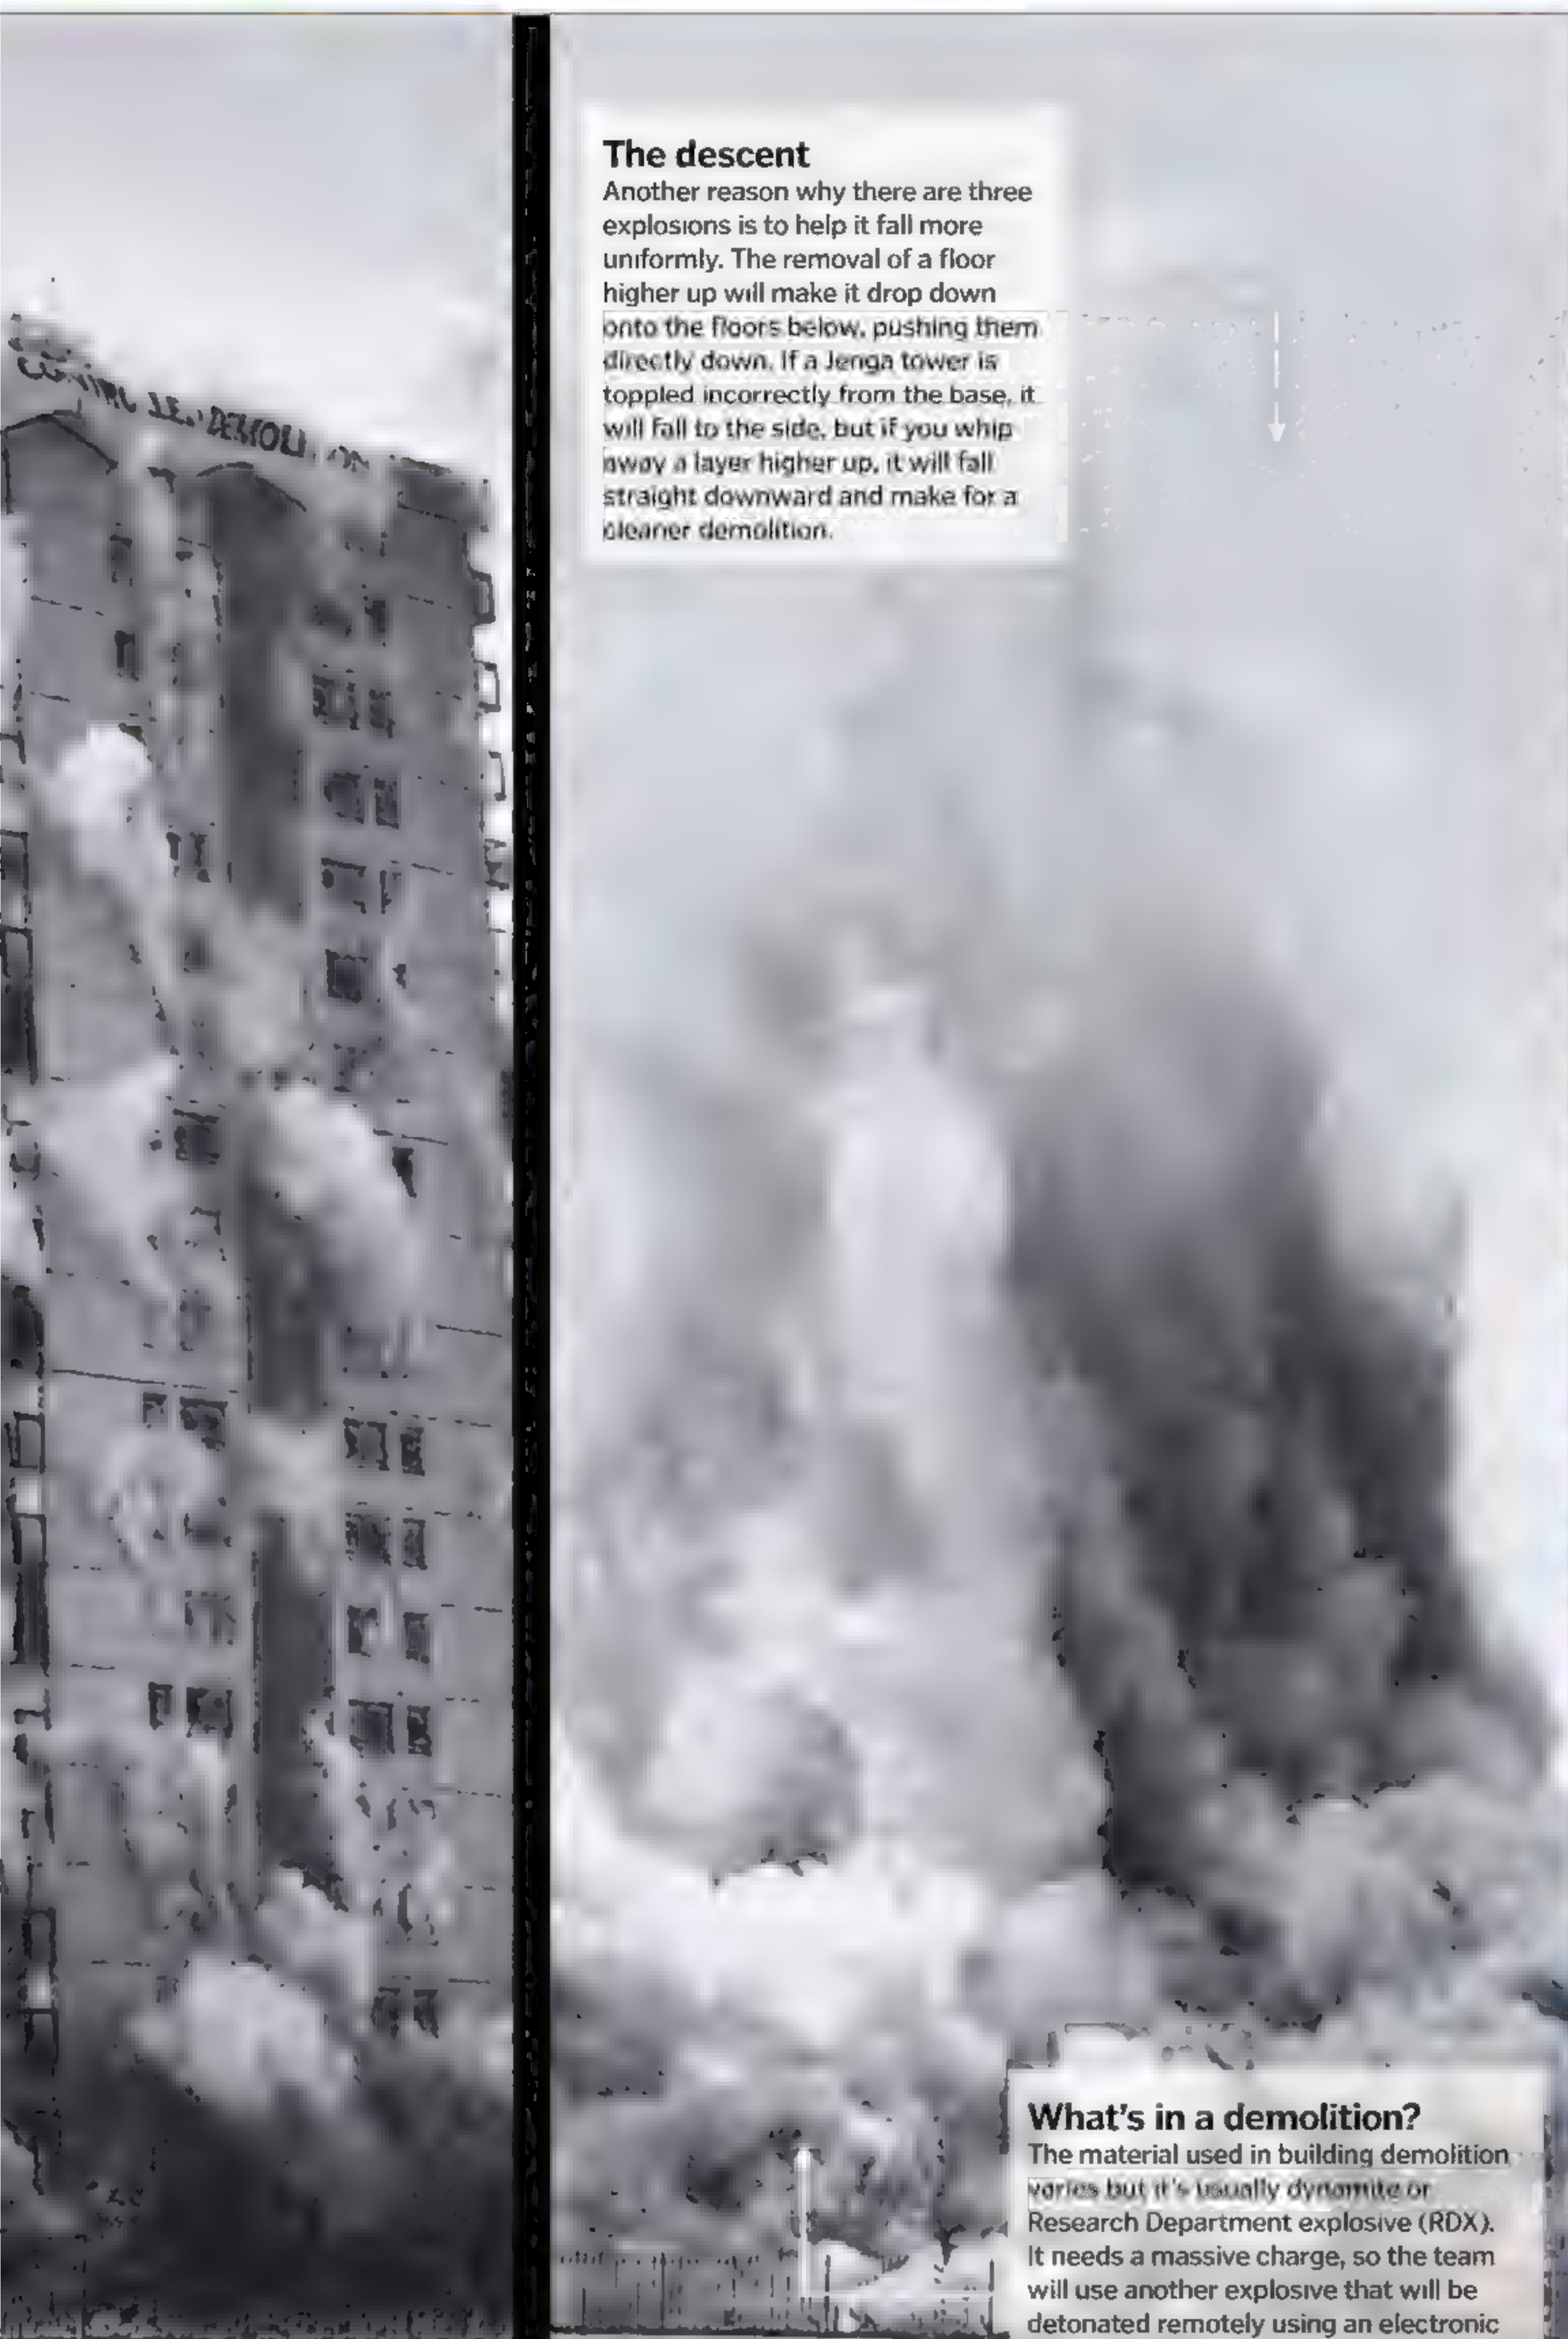 The descent
Another reason why there are three
explosions is to help it fall more
uniformly. The removal of a floor
higher up will make it drop down
onto the floors below, pushing them
directly down. If a Jenga tower is
toppled incorrectly from the base, it
will fall to the side, but if you whip
away a layer higher up, it will fall
straight downward and make for a
cleaner demolition.
What's in a demolition?
The material used in building demolition
varies but it's usually dynamite or
Research Department explosive (RDX).
It needs a massive charge, so the team
will use another explosive that will be
detonated remotely using an electronic